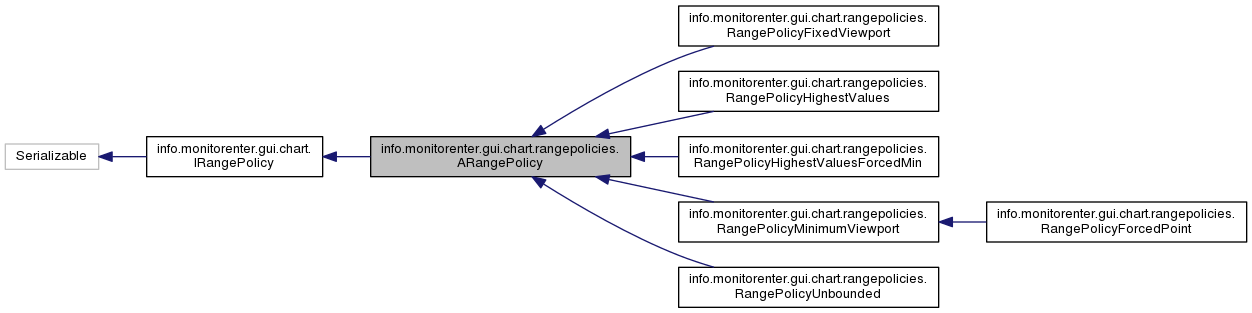 Serializable
info.monitorenter.gui.chart.
IRangePolicy
info.monitorenter.gui.chart.rangepolicies.
ARangePolicy
info.monitorenter.gui.chart.rangepolicies.
RangePolicyFixedViewport
info.monitorenter.gui.chart.rangepolicies.
RangePolicyHighestValues
info.monitorenter.gui.chart.rangepolicies.
RangePolicyHighestValuesForcedMin
info.monitorenter.gui.chart.rangepolicies.
RangePolicyMinimumViewport
info.monitorenter.gui.chart.rangepolicies.
RangePolicyForcedPoint
info.monitorenter.gui.chart.rangepolicies.
RangePolicyUnbounded